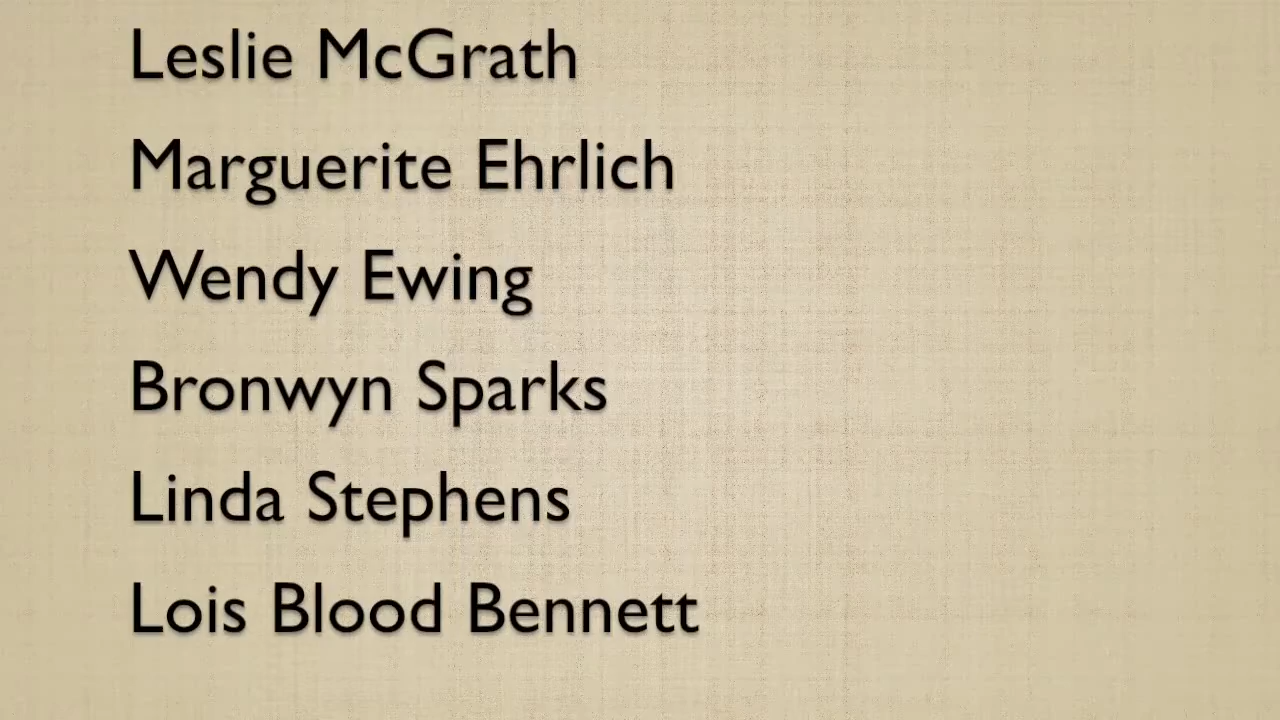 Leslie McGrath
Marguerite Ehrlich
Wendy Ewing
Bronwyn Sparks
Linda Stephens
Lois Blood Bennett